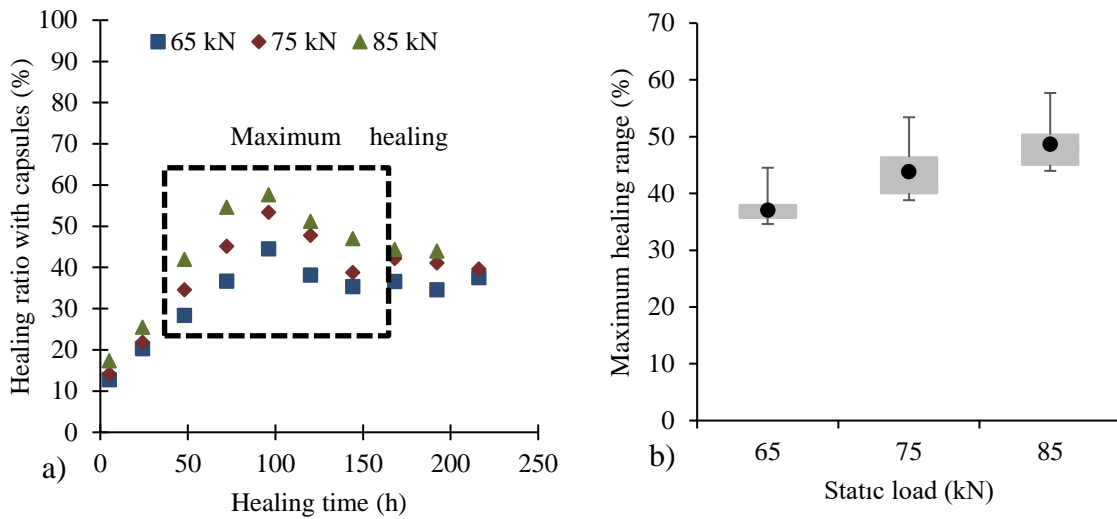 100
90
80
70
60
50
40
30
20
10
0
Healing ratio with capsules (%)
65 kN 75 kN 85 kN
Maximum healing
0 50 100 150 200 250
Healing time (h)
a)
70
60
50
40
30
20
10
0
Maximum healing range (%)
65 75 85
Static load (kN)
b)